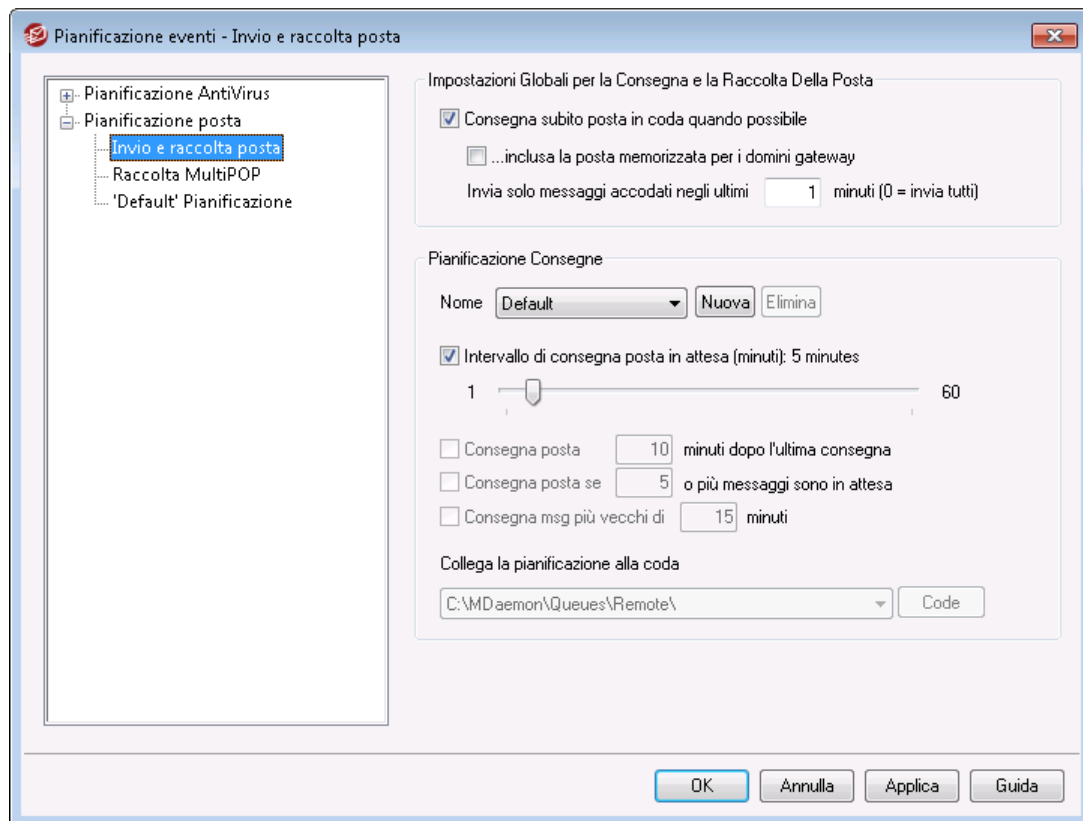 Pianificazione eventi - Invio e raccolta posta
Pianificazione AntiVirus
Pianificazione posta
Invio e raccolta posta
Raccolta MultiPOP
'Default' Pianificazione
Impostazioni Globali per la Consegna e la Raccolta Della Posta
Consegna subito posta in coda quando possibile
...inclusa la posta memorizzata per i domini gateway
Invia solo messaggi accodati negli ultimi 1 minuti (0 = invia tutti)
Pianificazione Consegne
Nome Default Nuova Elimina
Intervallo di consegna posta in attesa (minuti): 5 minutes
1 60
Consegna posta 10 minuti dopo l'ultima consegna
Consegna posta se 5 o più messaggi sono in attesa
Consegna msg più vecchi di 15 minuti
Collega la pianificazione alla coda
C:\MDaemon\Queues\Remote\ Code
OK Annulla Applica Guida